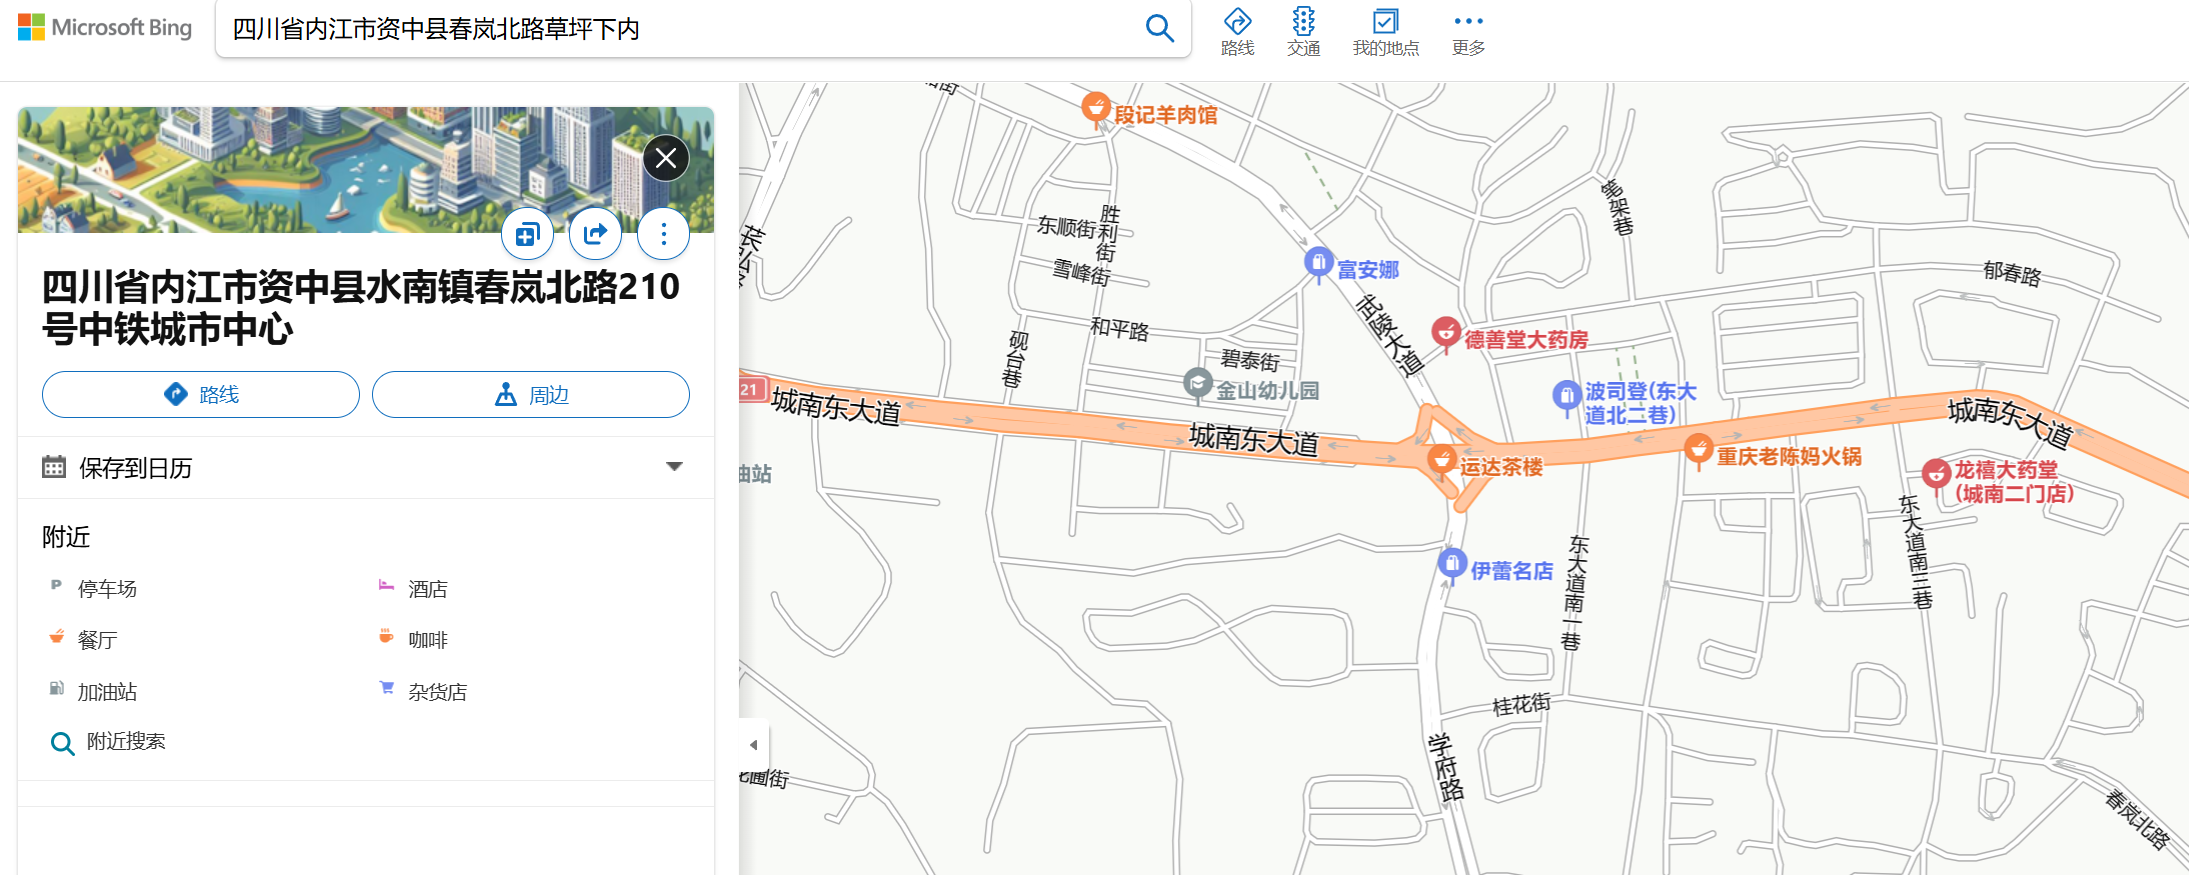 Microsoft Bing
四川省内江市资中县春岚北路草坪下内
路线
交通
我的地点
更多
四川省内江市资中县水南镇春岚北路210
号中铁城市中心
路线
周边
保存到日历
附近
P 停车场
酒店
餐厅
咖啡
加油站
杂货店
附近搜索
段记羊肉馆
笔架巷
胜利街
东顺街
苌弘路
雪峰街
富安娜
郁春路
武陵大道
和平路
砚台巷
德善堂大药房
碧泰街
金山幼儿园
21
波司登(东大
道北二巷)
城南东大道
城南东大道
城南东大道
运达茶楼
重庆老陈妈火锅
油站
龙禧大药堂
(城南二门店)
东大道南三巷
伊蕾名店
东大道南一巷
桂花街
学府路
花圃街
春岚北路